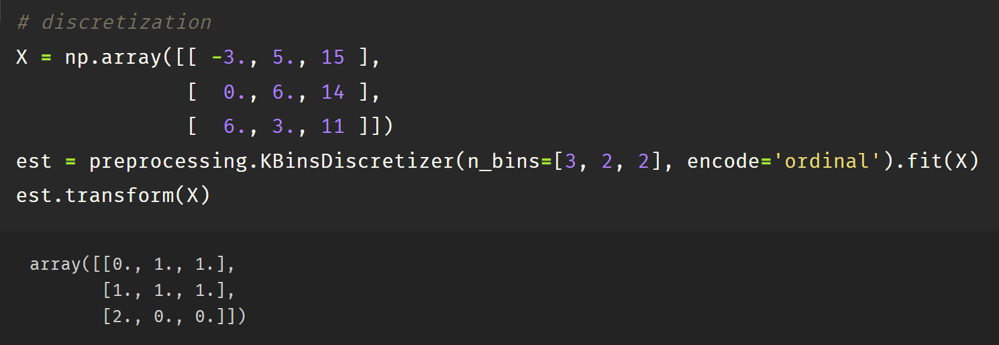 # discretization
X = np.array([[ -3., 5., 15 ],
              [  0., 6., 14 ],
              [  6., 3., 11 ]])
est = preprocessing.KBinsDiscretizer(n_bins=[3, 2, 2], encode='ordinal').fit(X)
est.transform(X)
array([[0., 1., 1.],
       [1., 1., 1.],
       [2., 0., 0.]])